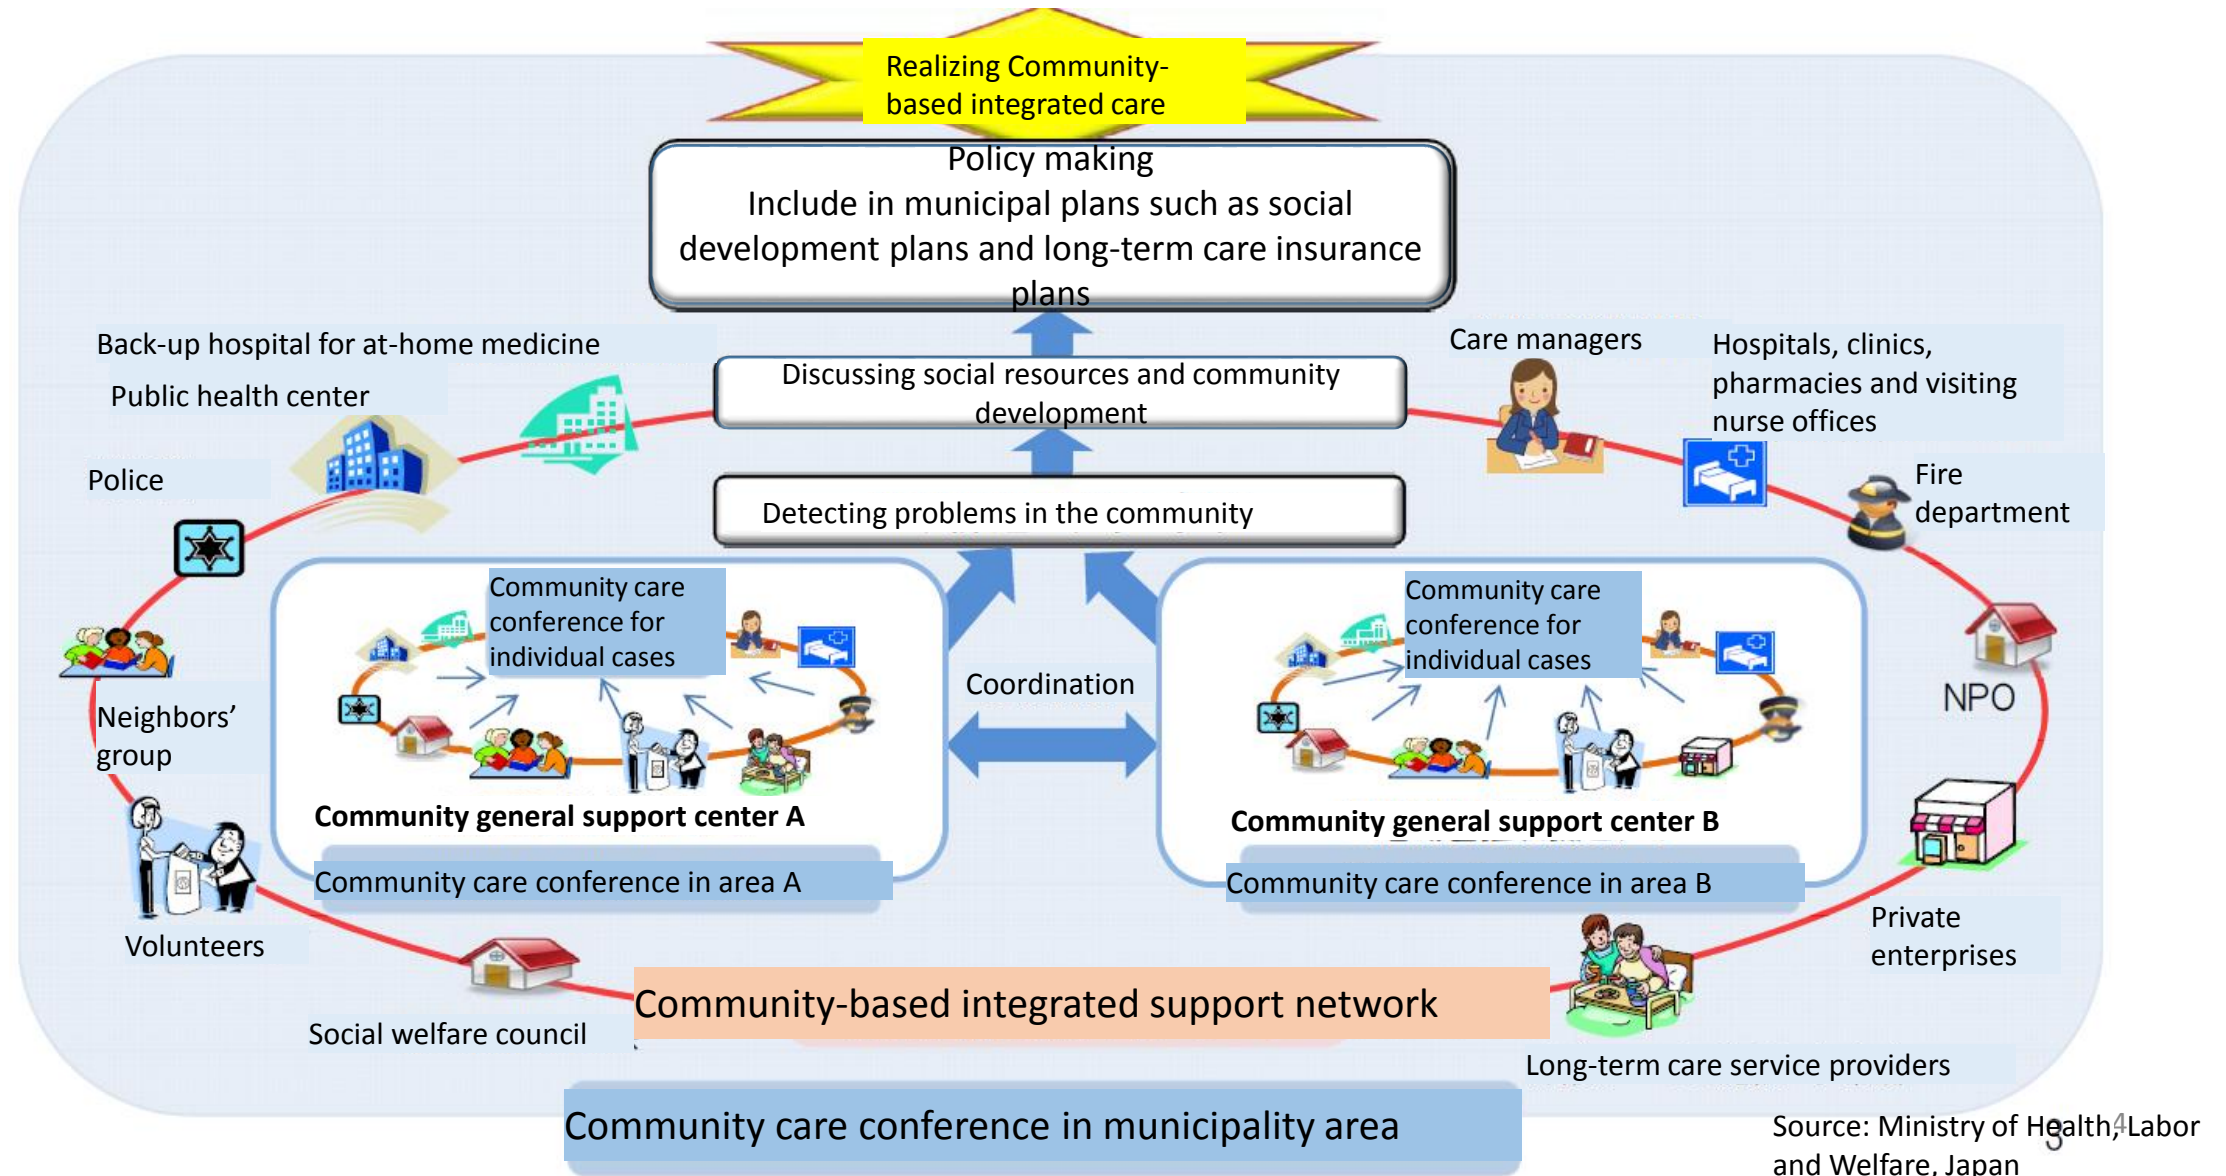 Realizing Community-
based integrated care
Policy making
Include in municipal plans such as social
development plans and long-term care insurance
plans
Back-up hospital for at-home medicine
Public health center
Discussing social resources and community
development
Care managers
Hospitals, clinics,
pharmacies and visiting
nurse offices
Police
Detecting problems in the community
Fire
department
Community care
conference for
individual cases
Community care
conference for
individual cases
Coordination
Neighbors'
group
NPO
Community general support center A
Community general support center B
Community care conference in area A
Community care conference in area B
Volunteers
Private
enterprises
Community-based integrated support network
Social welfare council
Long-term care service providers
Community care conference in municipality area
Source: Ministry of Health, Labor
and Welfare, Japan
3
4